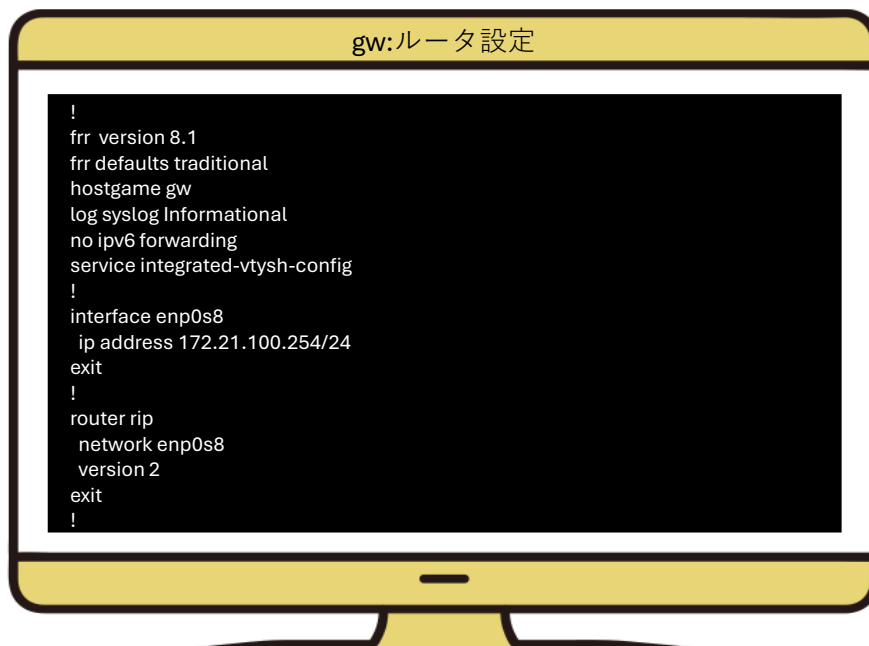 gw:ルータ設定
!
frr  version 8.1
frr defaults traditional
hostgame gw
log syslog Informational
no ipv6 forwarding
service integrated-vtysh-config
!
interface enp0s8
  ip address 172.21.100.254/24
exit
!
router rip
  network enp0s8
  version 2
exit
!